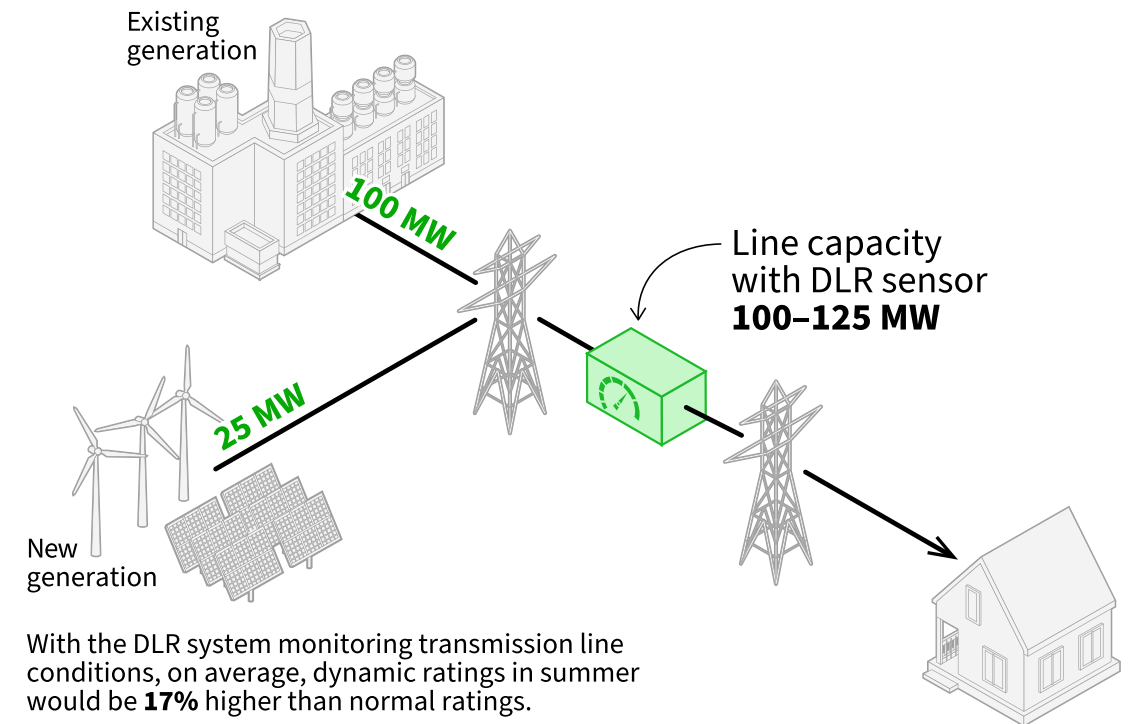 Existing
generation
100 MW
Line capacity
with DLR sensor
100–125 MW
25 MW
New
generation
With the DLR system monitoring transmission line
conditions, on average, dynamic ratings in summer
would be 17% higher than normal ratings.